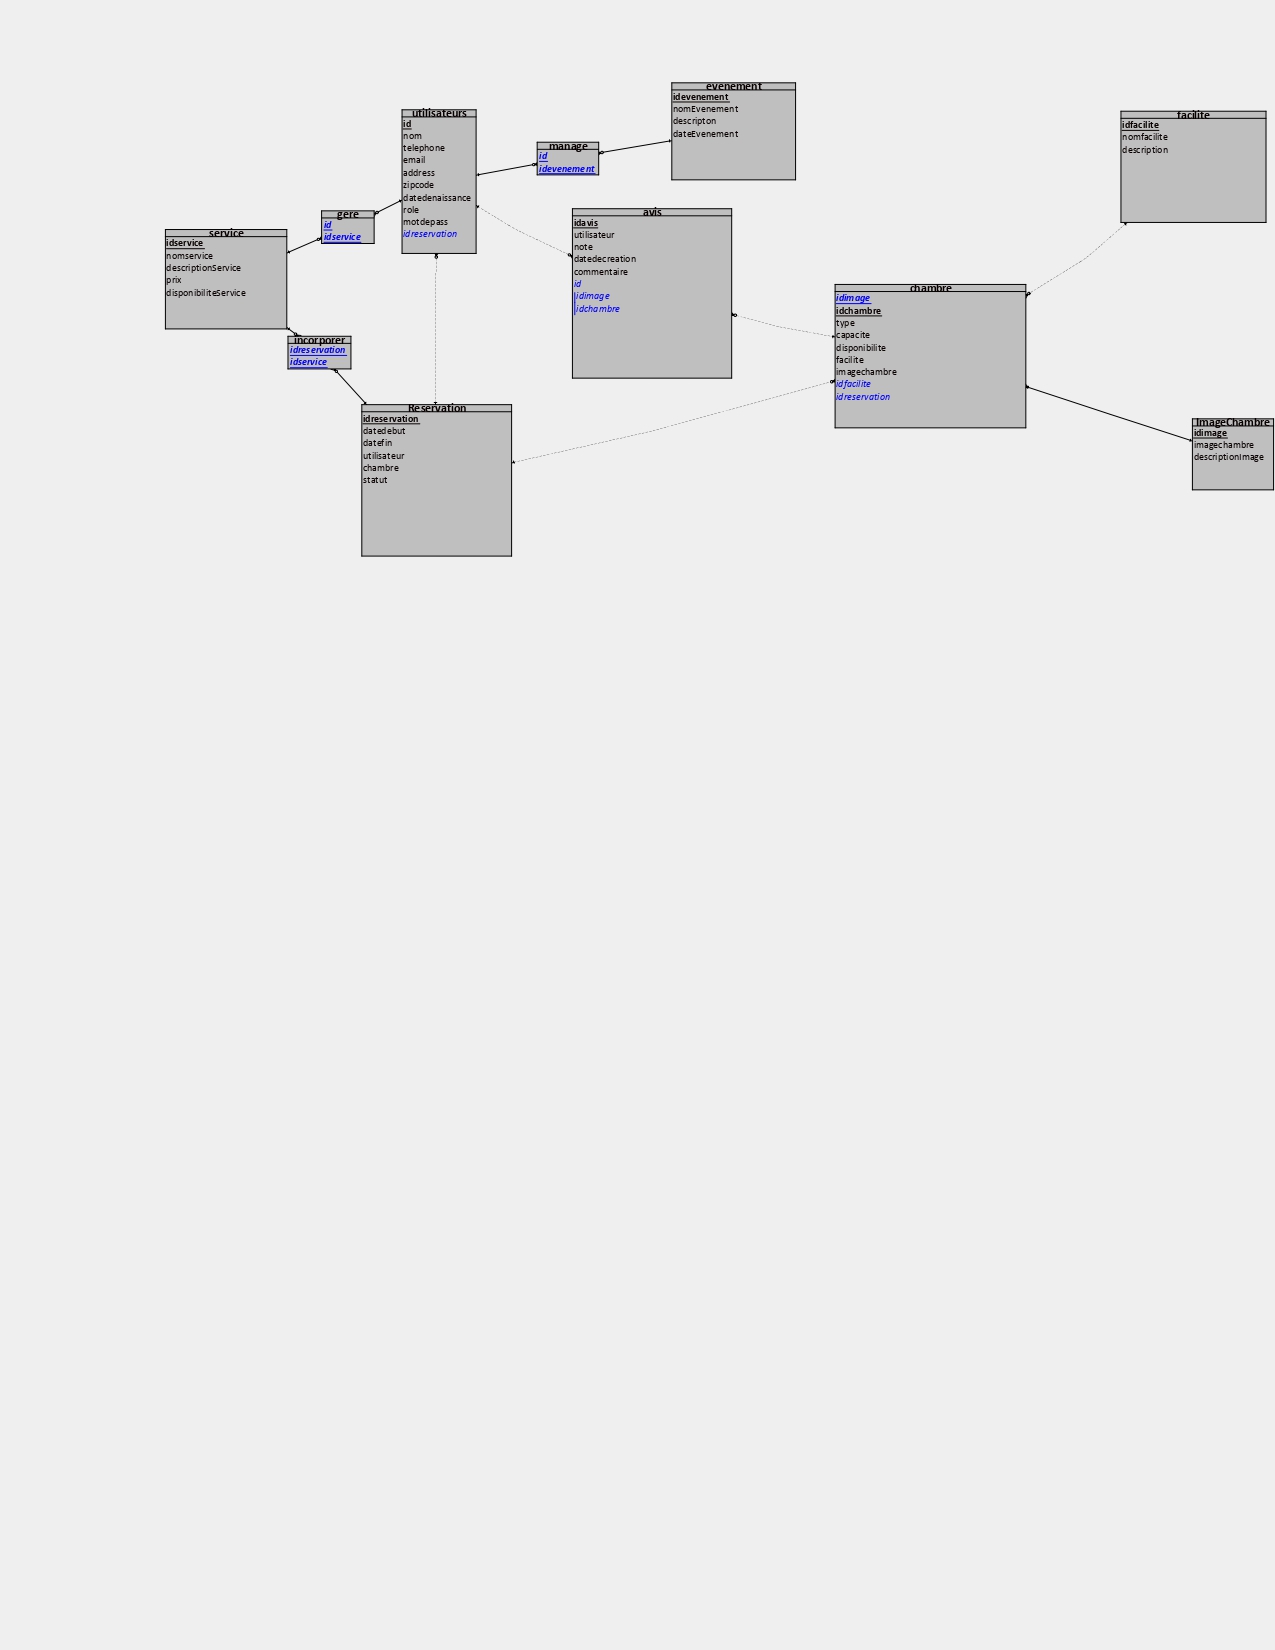 evenement
idevenement
nomEvenement
descripton
dateEvenement
utilisateurs
id
nom
telephone
email
address
zipcode
datedenaissance
role
motdepass
idreservation
facilite
idfacilite
nomfacilite
description
manage
id
idevenement
gere
id
idservice
avis
idavis
utilisateur
note
datedecreation
commentaire
id
idimage
idchambre
service
idservice
nomservice
descriptionService
prix
disponibiliteService
chambre
idimage
idchambre
type
capacite
disponibilite
facilite
imagechambre
idfacilite
idreservation
incorporer
idreservation
idservice
Reservation
idreservation
datedebut
datefin
utilisateur
chambre
statut
ImageChambre
idimage
imagechambre
descriptionImage